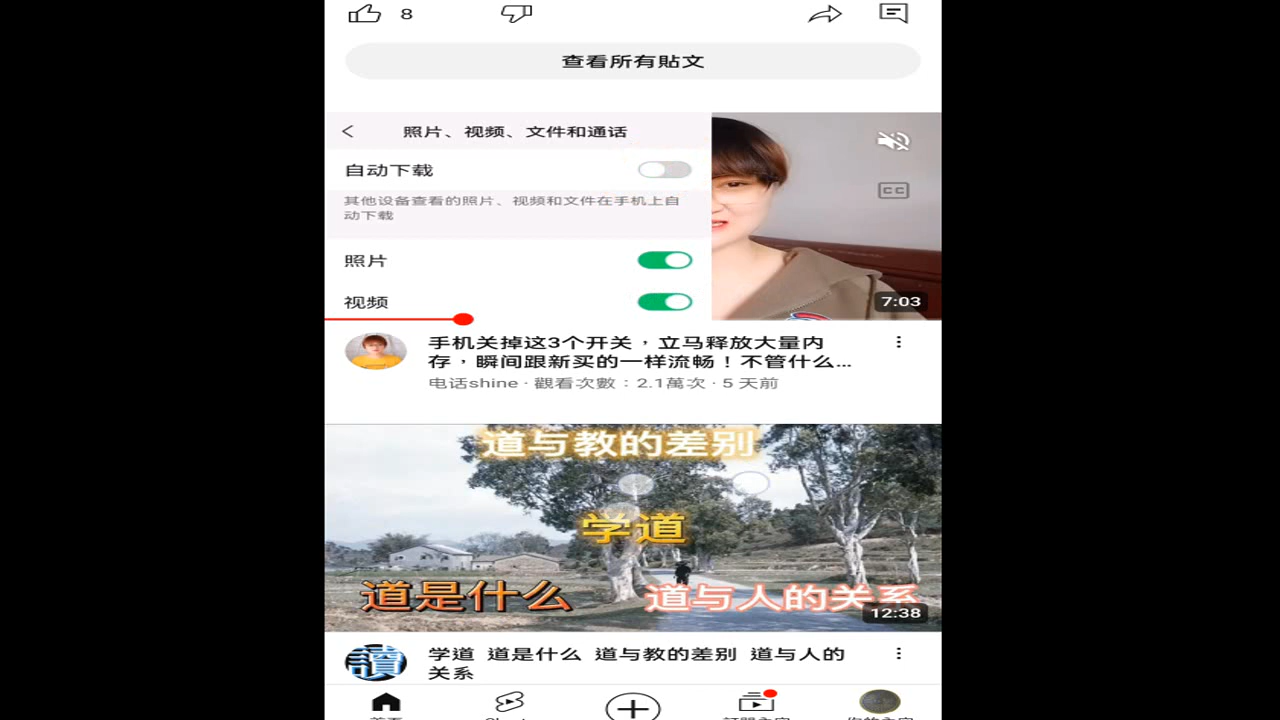 8
查看所有貼文
照片、视频、文件和通话
自动下载
其他设备查看的照片、视频和文件在手机上自
动下载
照片
视频
CC
7:03
手机关掉这3个开关，立马释放大量内
存，瞬间跟新买的一样流畅！不管什么...
电话shine · 觀看次數：2.1萬次 · 5 天前
道与教的差别
学道
道是什么
道与人的关系
12:38
讀
学道 道是什么 道与教的差别 道与人的
关系